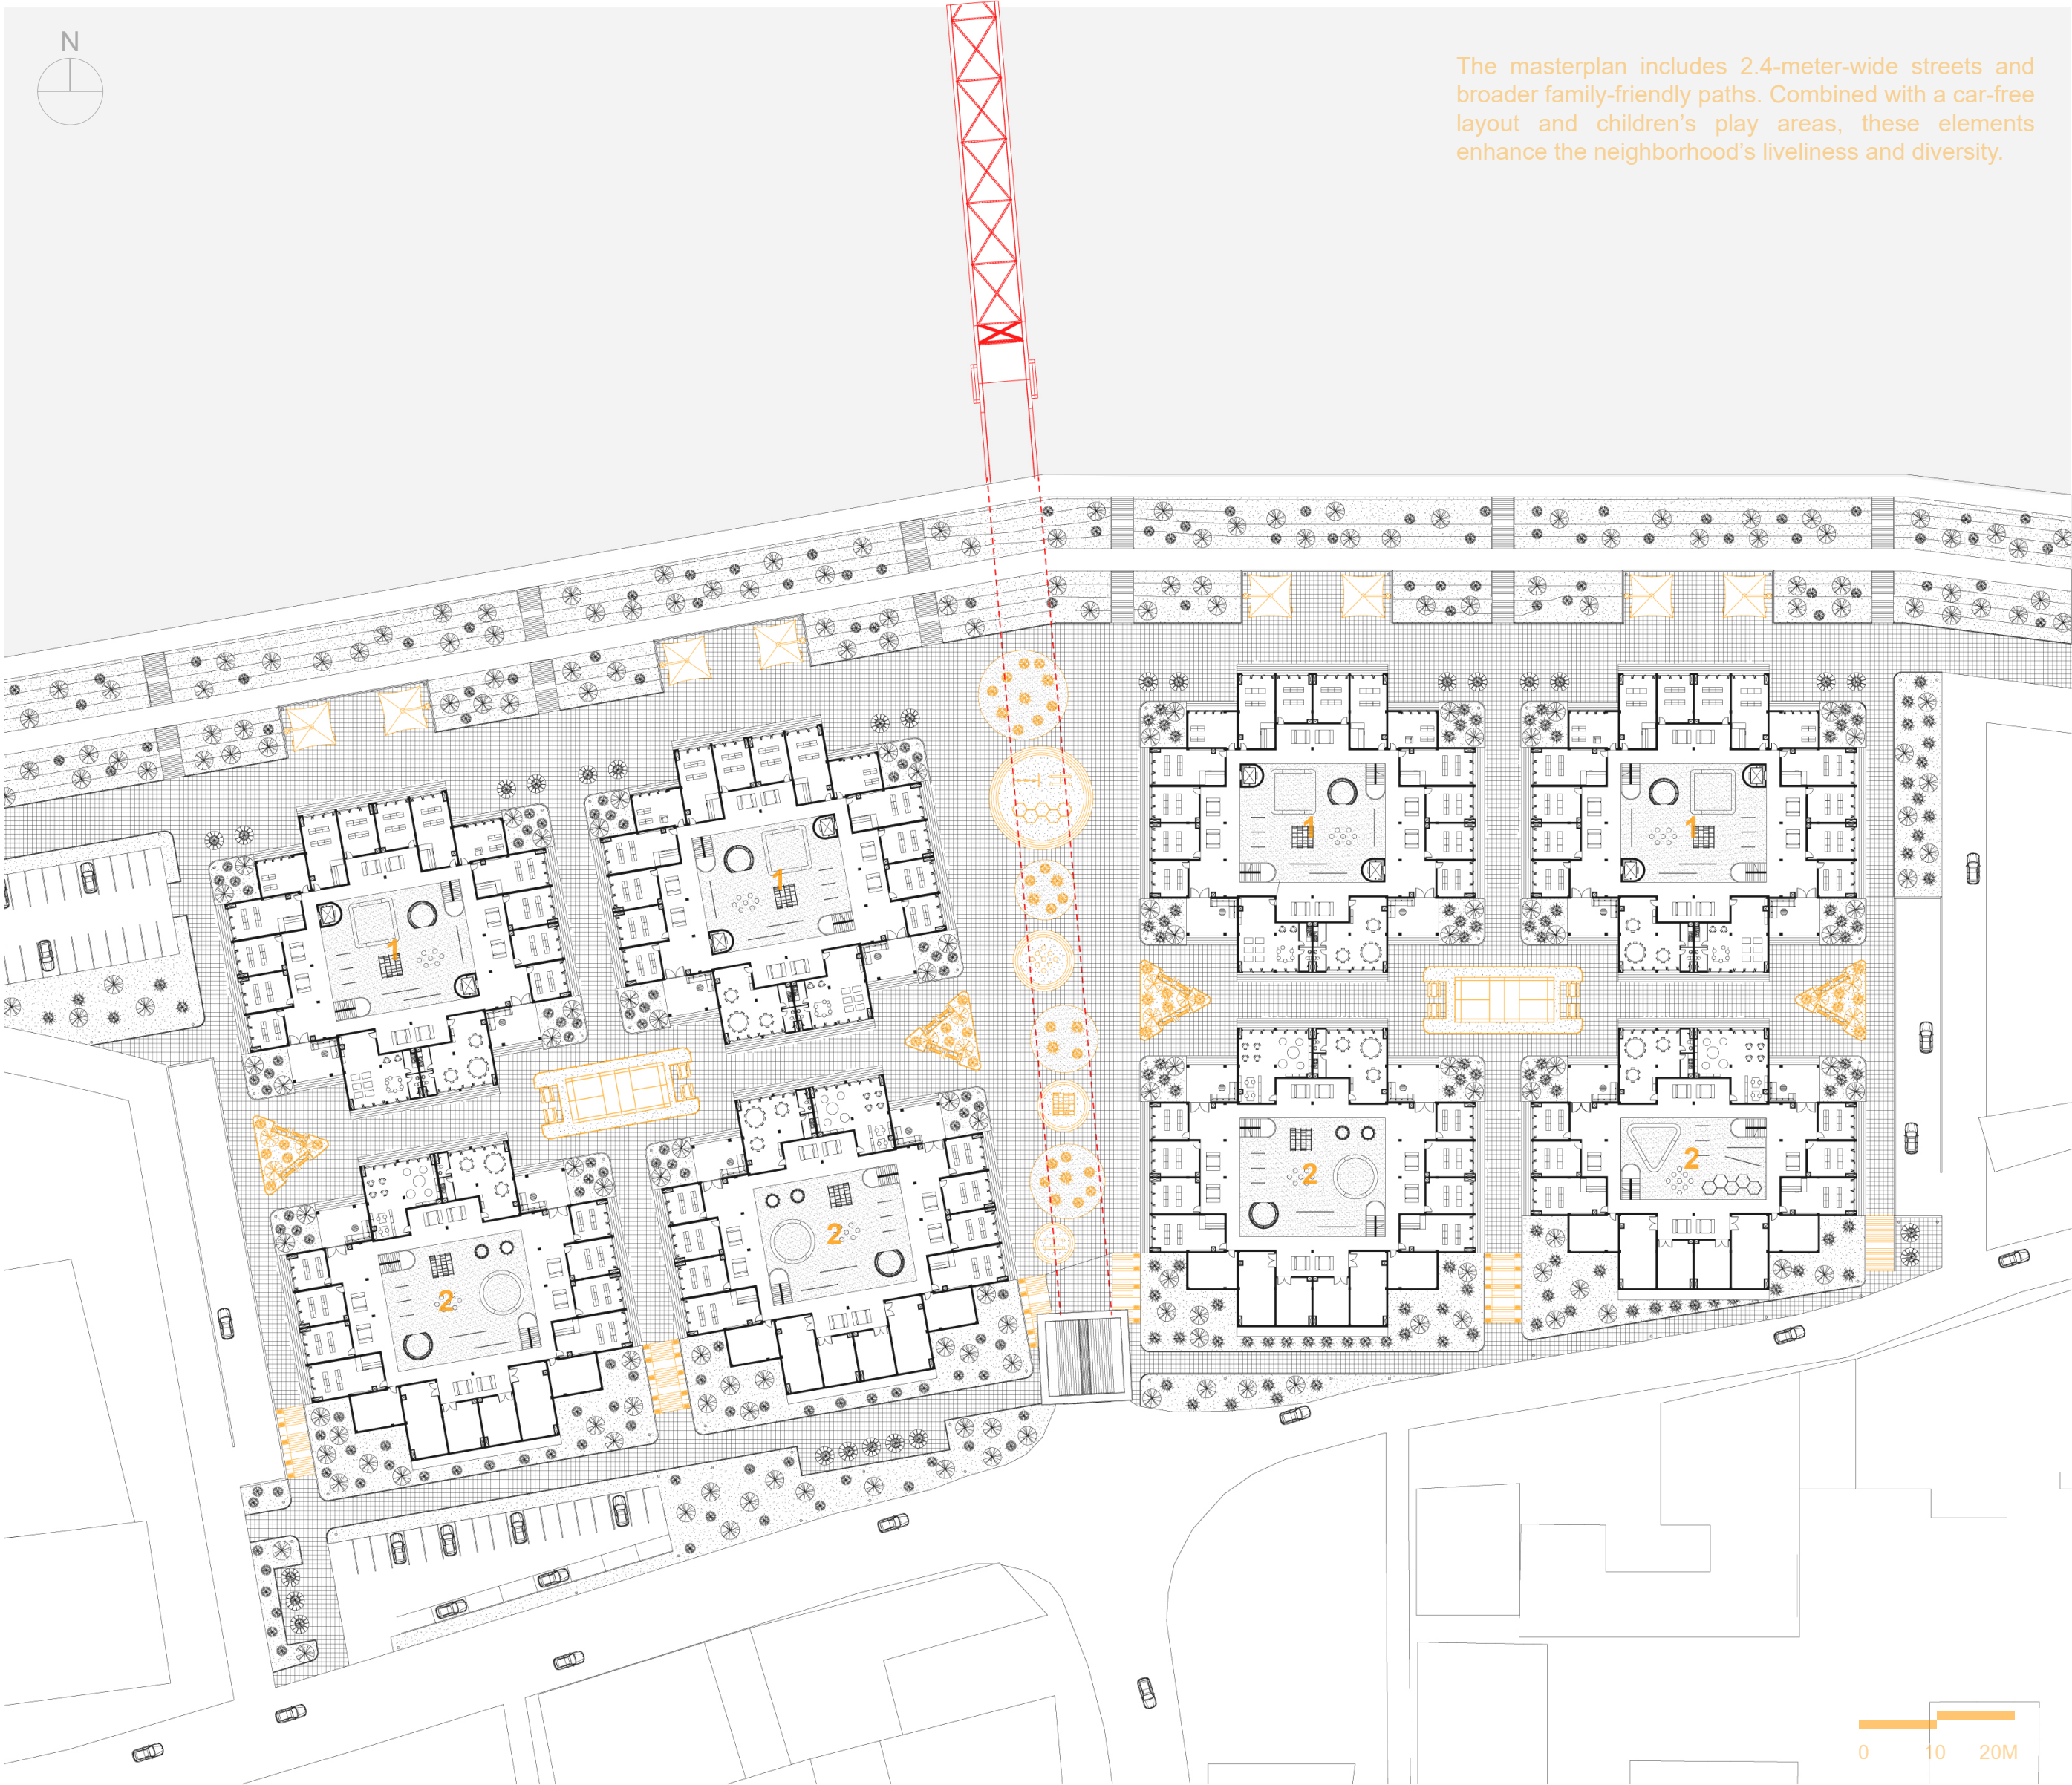 N
The masterplan includes 2.4-meter-wide streets and
broader family-friendly paths. Combined with a car-free
layout and children's play areas, these elements
enhance the neighborhood's liveliness and diversity.
1
1
1
1
2
2
2
2
0 10 20M